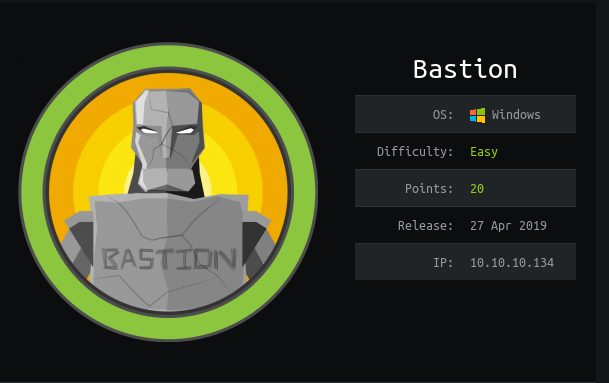 Bastion
OS: Windows
Difficulty: Easy
Points: 20
Release: 27 Apr 2019
IP: 10.10.10.134
BASTION